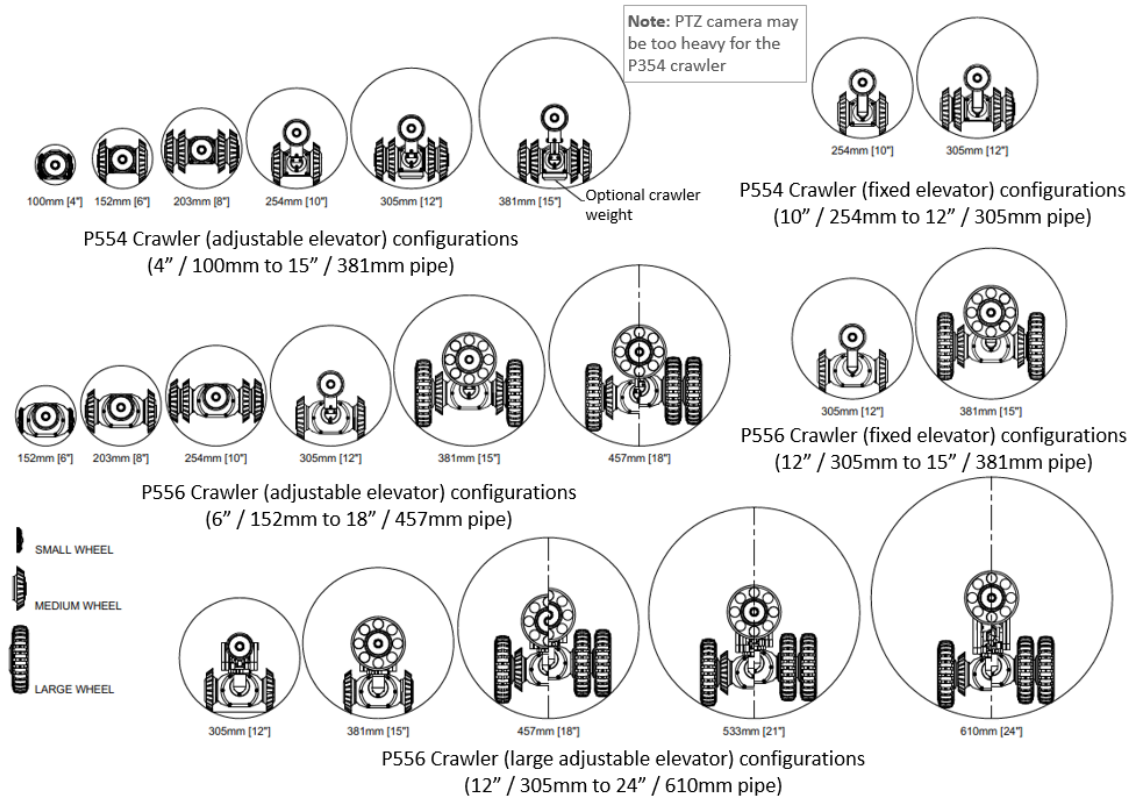 Note: PTZ camera may
be too heavy for the
P354 crawler
100mm [4"]
152mm [6"]
203mm [8"]
254mm [10"]
305mm [12"]
381mm [15"]
Optional crawler
weight
P554 Crawler (adjustable elevator) configurations
(4” / 100mm to 15” / 381mm pipe)
254mm [10"]
305mm [12"]
P554 Crawler (fixed elevator) configurations
(10” / 254mm to 12” / 305mm pipe)
152mm [6"]
203mm [8"]
254mm [10"]
305mm [12"]
381mm [15"]
457mm [18"]
P556 Crawler (adjustable elevator) configurations
(6” / 152mm to 18” / 457mm pipe)
305mm [12"]
381mm [15"]
P556 Crawler (fixed elevator) configurations
(12” / 305mm to 15” / 381mm pipe)
SMALL WHEEL
MEDIUM WHEEL
LARGE WHEEL
305mm [12"]
381mm [15"]
457mm [18"]
533mm [21"]
610mm [24"]
P556 Crawler (large adjustable elevator) configurations
(12” / 305mm to 24” / 610mm pipe)